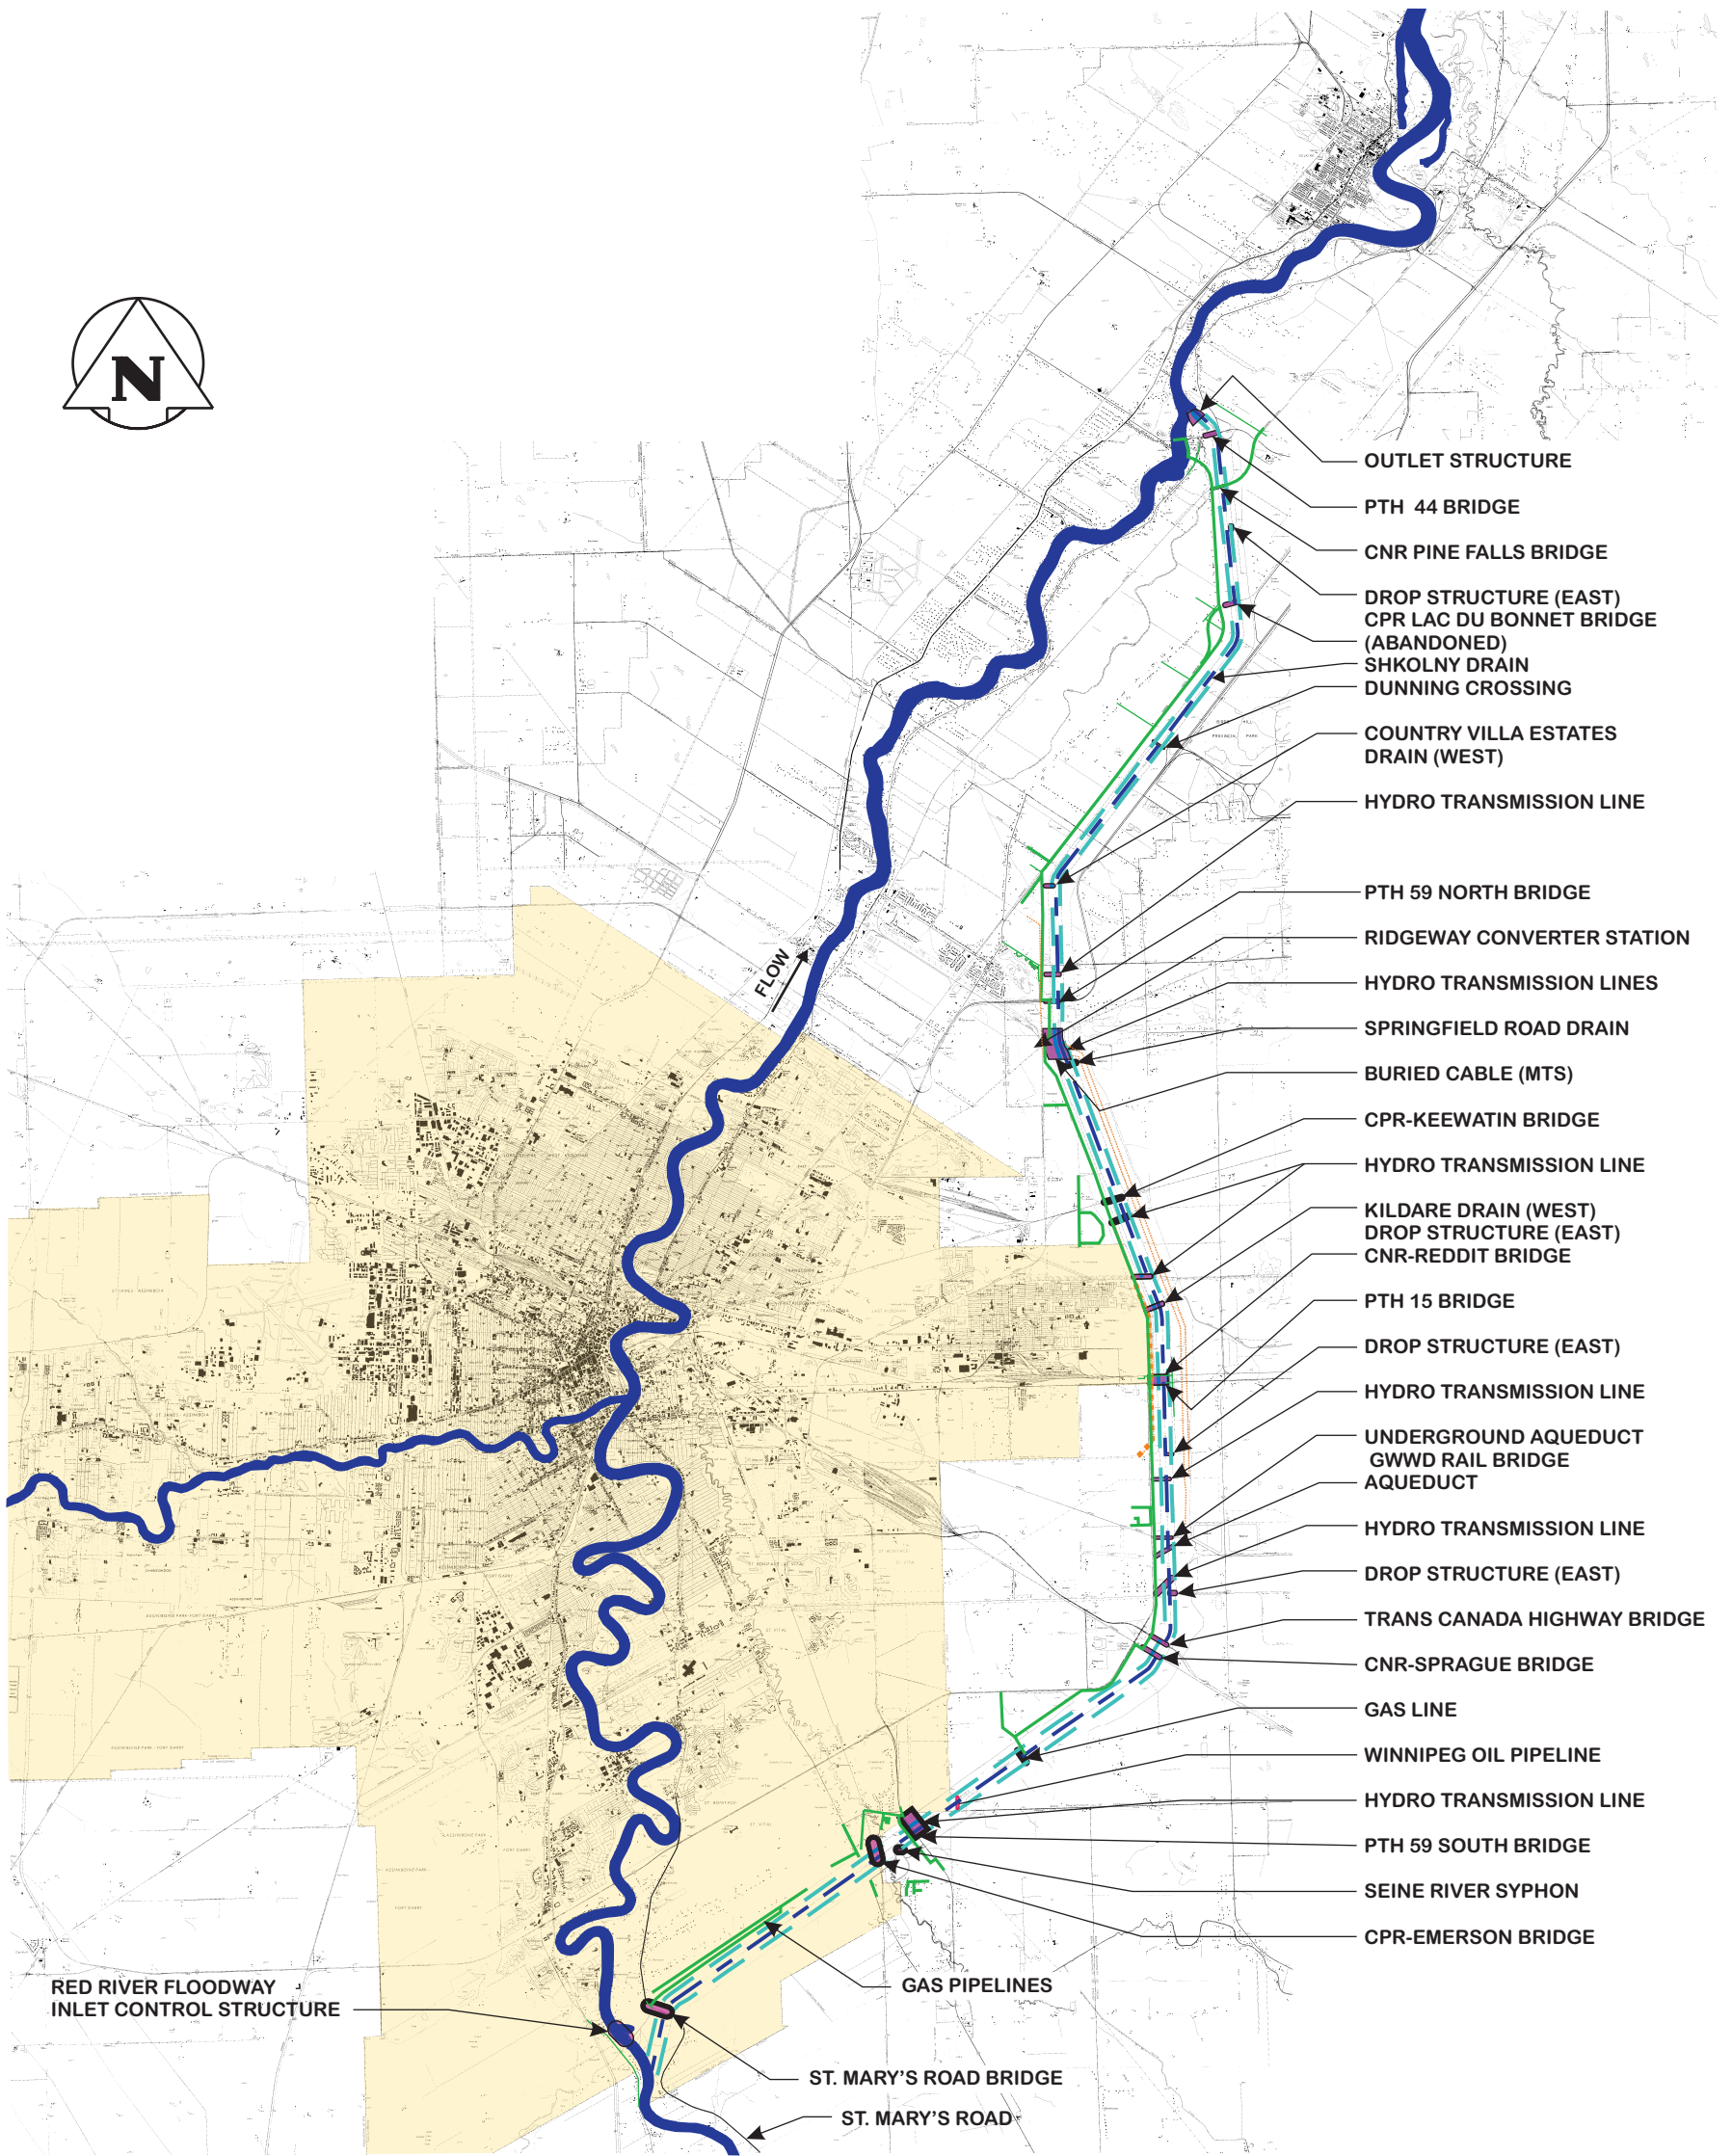 N
OUTLET STRUCTURE
PTH 44 BRIDGE
CNR PINE FALLS BRIDGE
DROP STRUCTURE (EAST)
CPR LAC DU BONNET BRIDGE
(ABANDONED)
SHKOLNY DRAIN
DUNNING CROSSING
COUNTRY VILLA ESTATES
DRAIN (WEST)
HYDRO TRANSMISSION LINE
PTH 59 NORTH BRIDGE
RIDGEWAY CONVERTER STATION
FLOW
HYDRO TRANSMISSION LINES
SPRINGFIELD ROAD DRAIN
BURIED CABLE (MTS)
CPR-KEEWATIN BRIDGE
HYDRO TRANSMISSION LINE
KILDARE DRAIN (WEST)
DROP STRUCTURE (EAST)
CNR-REDDIT BRIDGE
PTH 15 BRIDGE
DROP STRUCTURE (EAST)
HYDRO TRANSMISSION LINE
UNDERGROUND AQUEDUCT
GWWD RAIL BRIDGE
AQUEDUCT
HYDRO TRANSMISSION LINE
DROP STRUCTURE (EAST)
TRANS CANADA HIGHWAY BRIDGE
CNR-SPRAGUE BRIDGE
GAS LINE
WINNIPEG OIL PIPELINE
HYDRO TRANSMISSION LINE
PTH 59 SOUTH BRIDGE
SEINE RIVER SYPHON
CPR-EMERSON BRIDGE
GAS PIPELINES
RED RIVER FLOODWAY
INLET CONTROL STRUCTURE
ST. MARY'S ROAD BRIDGE
ST. MARY'S ROAD